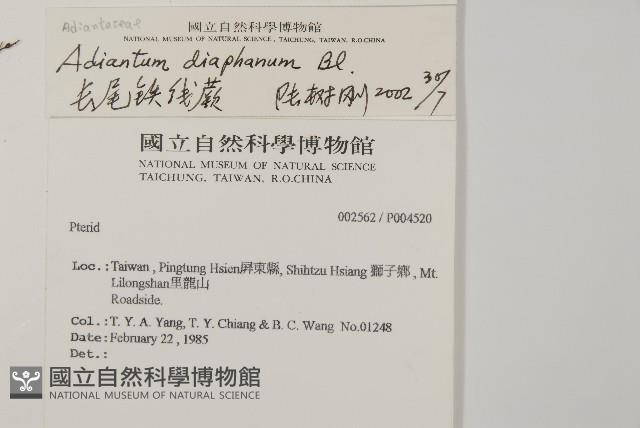 Adiantaceae
國立自然科學博物館
NATIONAL MUSEUM OF NATURAL SCIENCE, TAICHUNG, TAIWAN, R.O.CHINA
Adiantum diaphanum Bl.
长尾铁线蕨 陆树刚 2002 30/7
國立自然科學博物館
NATIONAL MUSEUM OF NATURAL SCIENCE
TAICHUNG, TAIWAN, R.O.CHINA
002562 / P004520
Pterid
Loc.: Taiwan , Pingtung Hsien屏東縣, Shihtzu Hsiang 獅子鄉 , Mt.
Lilongshan里龍山
Roadside.
Col.: T. Y. A. Yang, T. Y. Chiang & B. C. Wang No.01248
Date: February 22 , 1985
Det.:
國立自然科學博物館
NATIONAL MUSEUM OF NATURAL SCIENCE